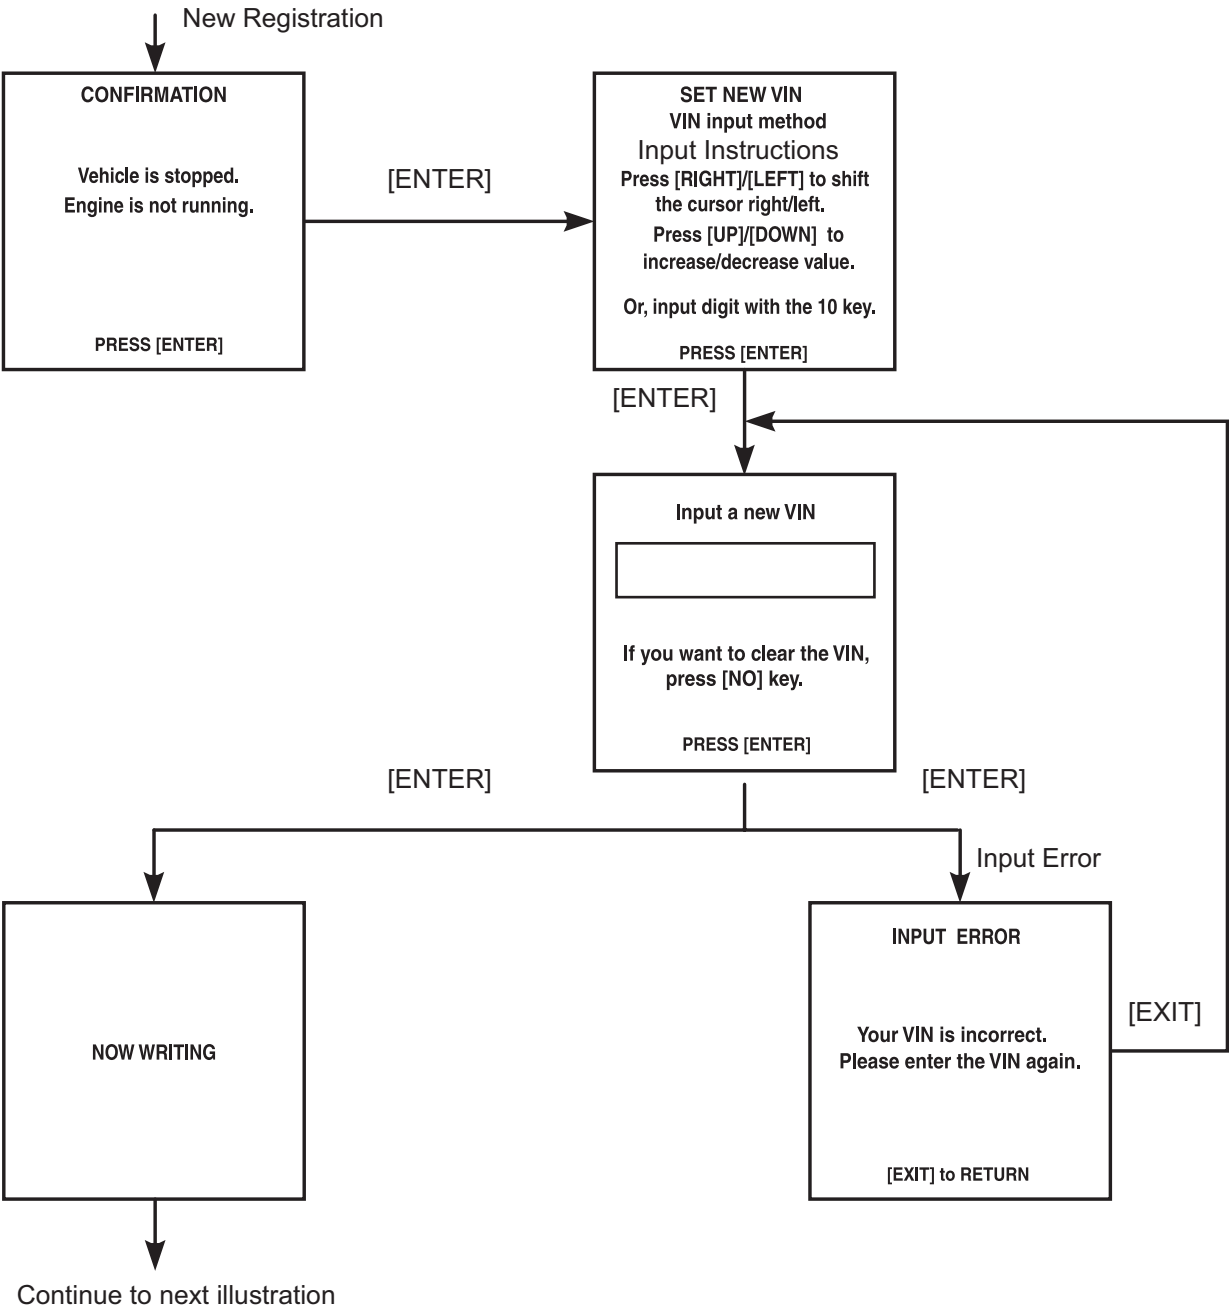 New Registration
CONFIRMATION
Vehicle is stopped.
Engine is not running.
PRESS [ENTER]
[ENTER]
SET NEW VIN
VIN input method
Input Instructions
Press [RIGHT]/[LEFT] to shift
the cursor right/left.
Press [UP]/[DOWN] to
increase/decrease value.
Or, input digit with the 10 key.
PRESS [ENTER]
[ENTER]
Input a new VIN
If you want to clear the VIN,
press [NO] key.
PRESS [ENTER]
[ENTER]
[ENTER]
Input Error
NOW WRITING
INPUT ERROR
Your VIN is incorrect.
Please enter the VIN again.
[EXIT] to RETURN
[EXIT]
Continue to next illustration